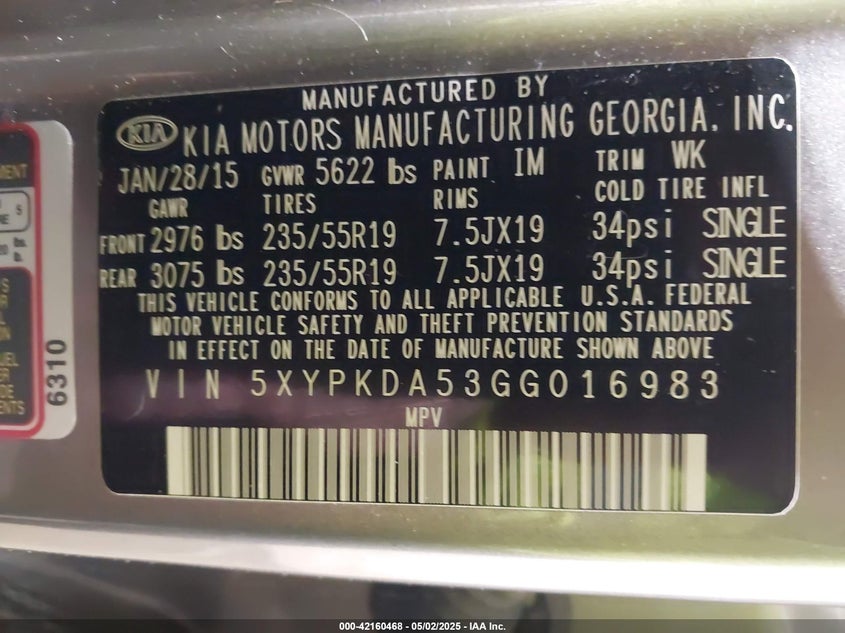 MANUFACTURED BY
KIA KIA MOTORS MANUFACTURING GEORGIA, INC.
JAN/28/15 GVWR 5622 lbs PAINT IM TRIM WK
GAWR TIRES RIMS COLD TIRE INFL
FRONT 2976 lbs 235/55R19 7.5JX19 34psi SINGLE
REAR 3075 lbs 235/55R19 7.5JX19 34psi SINGLE
THIS VEHICLE CONFORMS TO ALL APPLICABLE U.S.A. FEDERAL
MOTOR VEHICLE SAFETY AND THEFT PREVENTION STANDARDS
IN EFFECT ON THE DATE OF MANUFACTURE SHOWN ABOVE
VIN 5XYPKDA53GG016983
MPV
6310
000-42160468 - 05/02/2025 - IAA Inc.